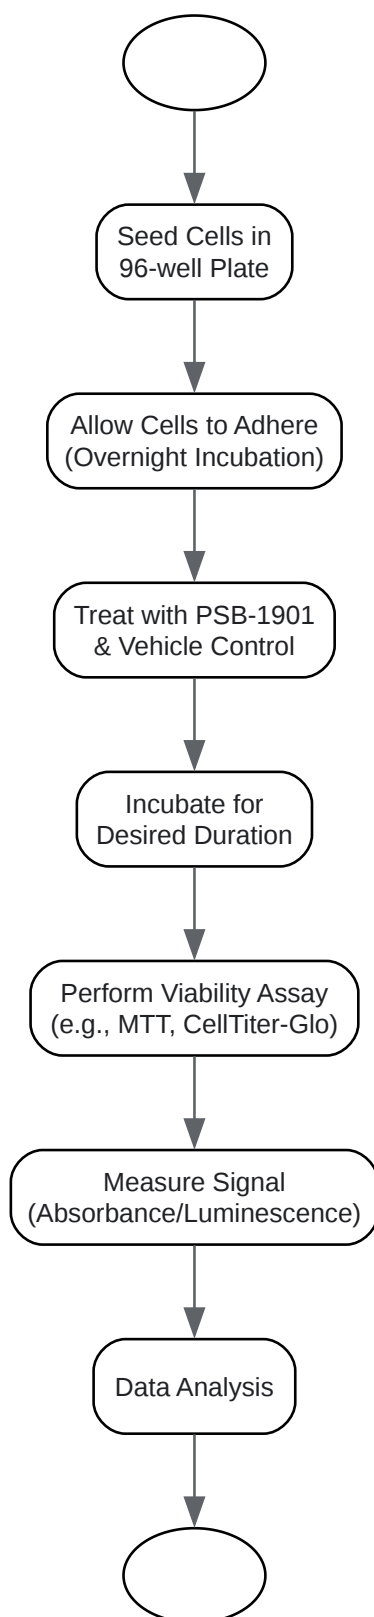 Seed Cells in
96-well Plate
Allow Cells to Adhere
(Overnight Incubation)
Treat with PSB-1901
& Vehicle Control
Incubate for
Desired Duration
Perform Viability Assay
(e.g., MTT, CellTiter-Glo)
Measure Signal
(Absorbance/Luminescence)
Data Analysis